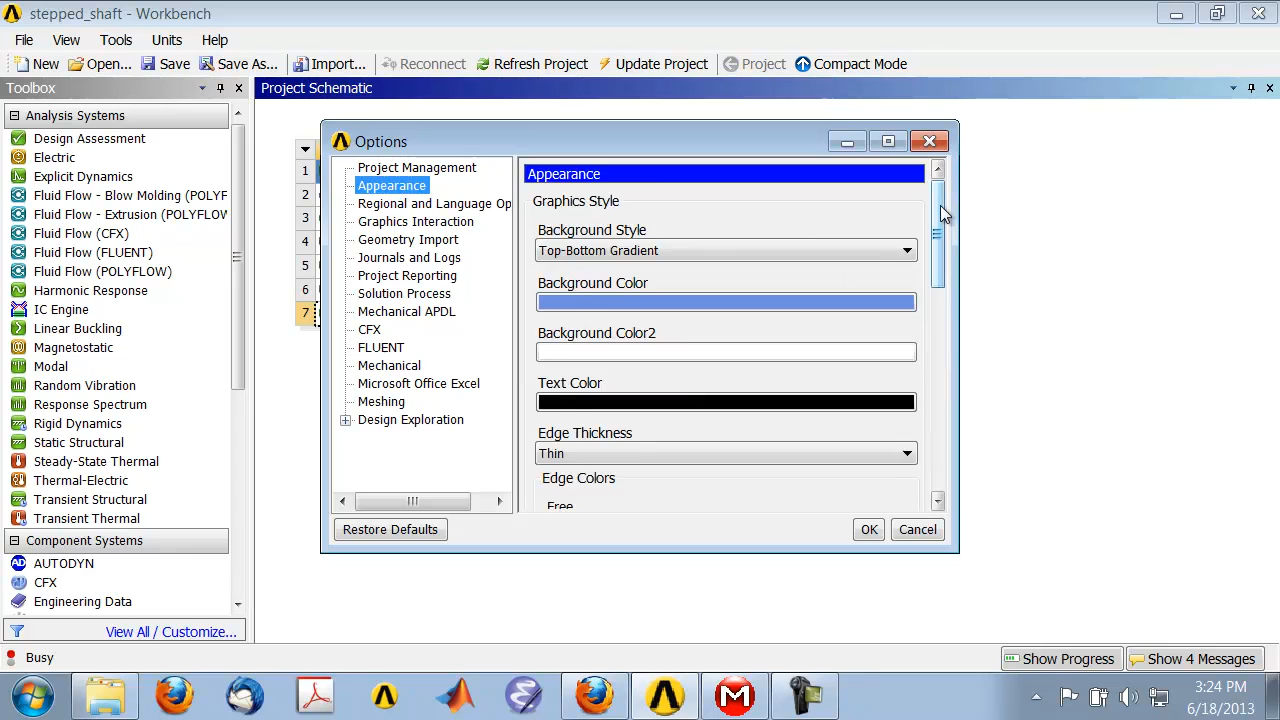 stepped_shaft - Workbench
File View Tools Units Help
New Open... Save Save As... Import... Reconnect Refresh Project Update Project Project Compact Mode
Toolbox
Project Schematic
Analysis Systems
Design Assessment
Electric
Explicit Dynamics
Fluid Flow - Blow Molding (POLYF
Fluid Flow - Extrusion (POLYFLOW
Fluid Flow (CFX)
Fluid Flow (FLUENT)
Fluid Flow (POLYFLOW)
Harmonic Response
IC Engine
Linear Buckling
Magnetostatic
Modal
Random Vibration
Response Spectrum
Rigid Dynamics
Static Structural
Steady-State Thermal
Thermal-Electric
Transient Structural
Transient Thermal
Component Systems
AUTODYN
CFX
Engineering Data
View All / Customize...
1
2
3
4
5
6
7
Options
Project Management
Appearance
Regional and Language Op
Graphics Interaction
Geometry Import
Journals and Logs
Project Reporting
Solution Process
Mechanical APDL
CFX
FLUENT
Mechanical
Microsoft Office Excel
Meshing
Design Exploration
Appearance
Graphics Style
Background Style
Top-Bottom Gradient
Background Color
Background Color2
Text Color
Edge Thickness
Thin
Edge Colors
Free
Restore Defaults
OK Cancel
Busy
Show Progress Show 4 Messages
3:24 PM
6/18/2013